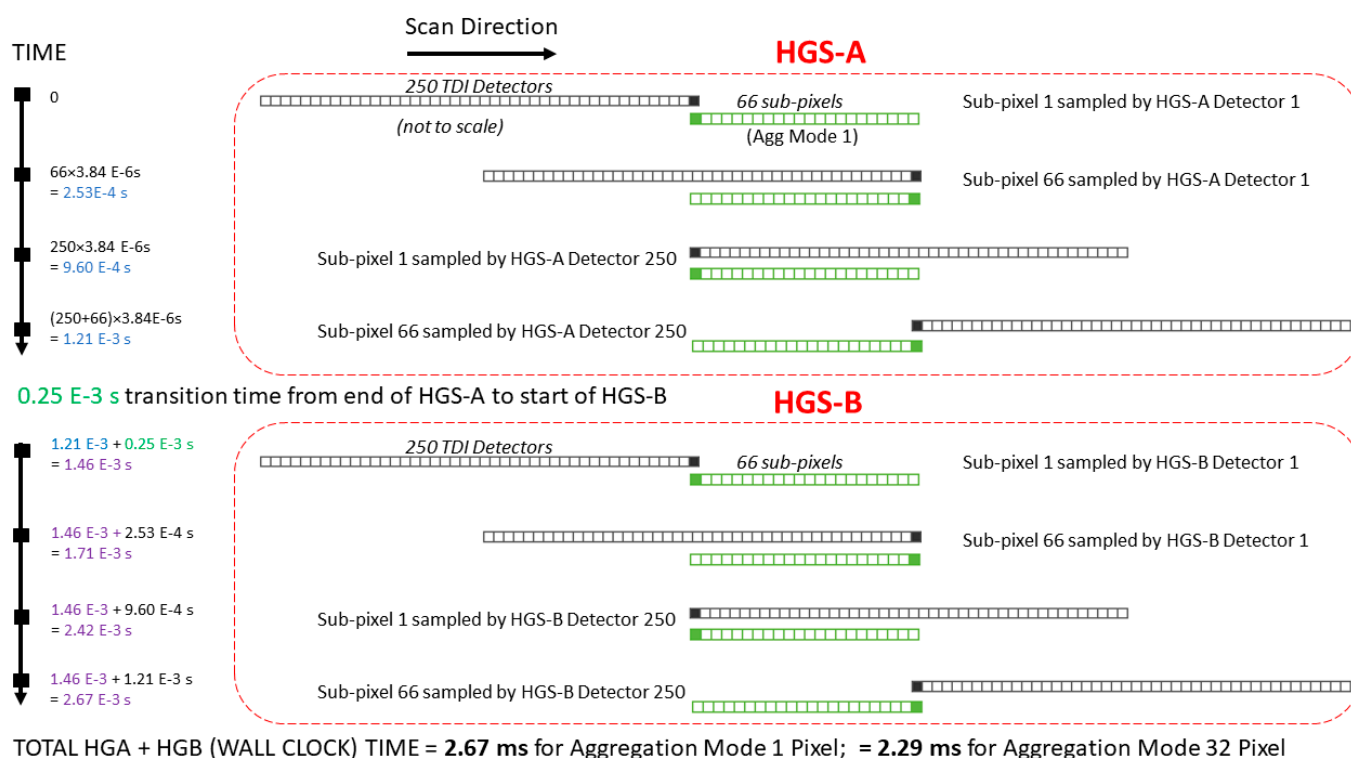 Scan Direction
TIME
HGS-A
0
250 TDI Detectors
(not to scale)
66 sub-pixels
(Agg Mode 1)
Sub-pixel 1 sampled by HGS-A Detector 1
66×3.84 E-6s
= 2.53E-4 s
Sub-pixel 66 sampled by HGS-A Detector 1
250×3.84 E-6s
= 9.60 E-4 s
Sub-pixel 1 sampled by HGS-A Detector 250
(250+66)×3.84E-6s
= 1.21 E-3 s
Sub-pixel 66 sampled by HGS-A Detector 250
0.25 E-3 s transition time from end of HGS-A to start of HGS-B
HGS-B
1.21 E-3 + 0.25 E-3 s
= 1.46 E-3 s
250 TDI Detectors
66 sub-pixels
Sub-pixel 1 sampled by HGS-B Detector 1
1.46 E-3 + 2.53 E-4 s
= 1.71 E-3 s
Sub-pixel 66 sampled by HGS-B Detector 1
1.46 E-3 + 9.60 E-4 s
= 2.42 E-3 s
Sub-pixel 1 sampled by HGS-B Detector 250
1.46 E-3 + 1.21 E-3 s
= 2.67 E-3 s
Sub-pixel 66 sampled by HGS-B Detector 250
TOTAL HGA + HGB (WALL CLOCK) TIME = 2.67 ms for Aggregation Mode 1 Pixel; = 2.29 ms for Aggregation Mode 32 Pixel